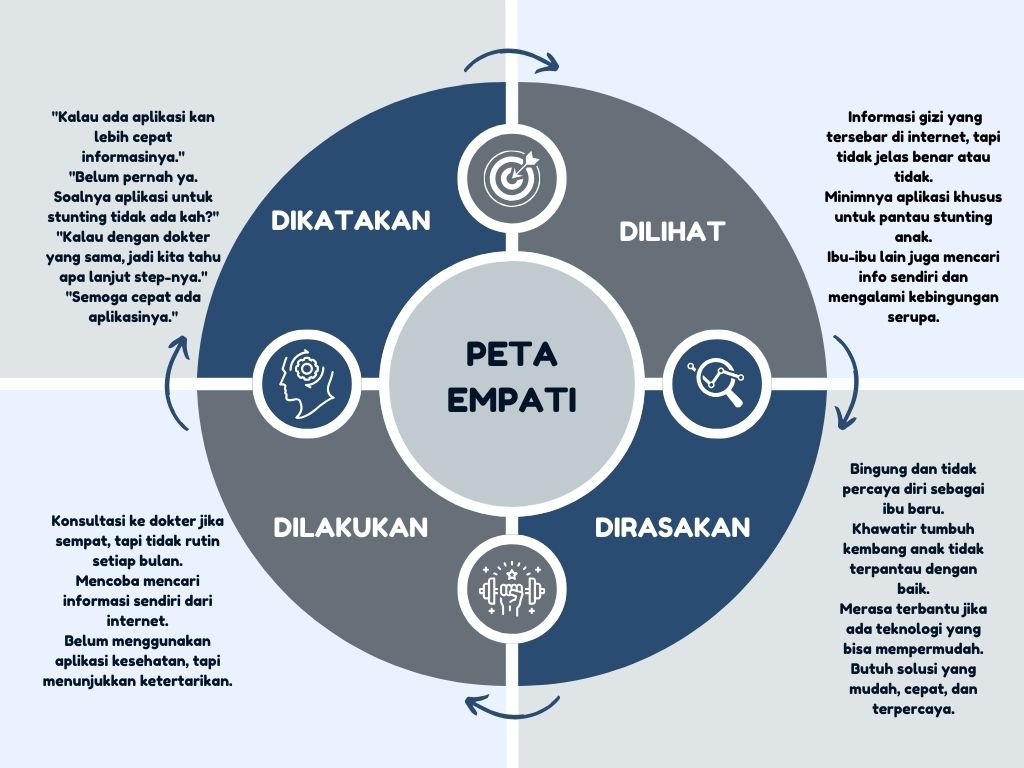 PETA
EMPATI
DIKATAKAN
"Kalau ada aplikasi kan
lebih cepat
informasinya."
"Belum pernah ya.
Soalnya aplikasi untuk
stunting tidak ada kah?"
"Kalau dengan dokter
yang sama, jadi kita tahu
apa lanjut step-nya."
"Semoga cepat ada
aplikasinya."
DILIHAT
Informasi gizi yang
tersebar di internet, tapi
tidak jelas benar atau
tidak.
Minimnya aplikasi khusus
untuk pantau stunting
anak.
Ibu-ibu lain juga mencari
info sendiri dan
mengalami kebingungan
serupa.
DILAKUKAN
Konsultasi ke dokter jika
sempat, tapi tidak rutin
setiap bulan.
Mencoba mencari
informasi sendiri dari
internet.
Belum menggunakan
aplikasi kesehatan, tapi
menunjukkan ketertarikan.
DIRASAKAN
Bingung dan tidak
percaya diri sebagai
ibu baru.
Khawatir tumbuh
kembang anak tidak
terpantau dengan
baik.
Merasa terbantu jika
ada teknologi yang
bisa mempermudah.
Butuh solusi yang
mudah, cepat, dan
terpercaya.